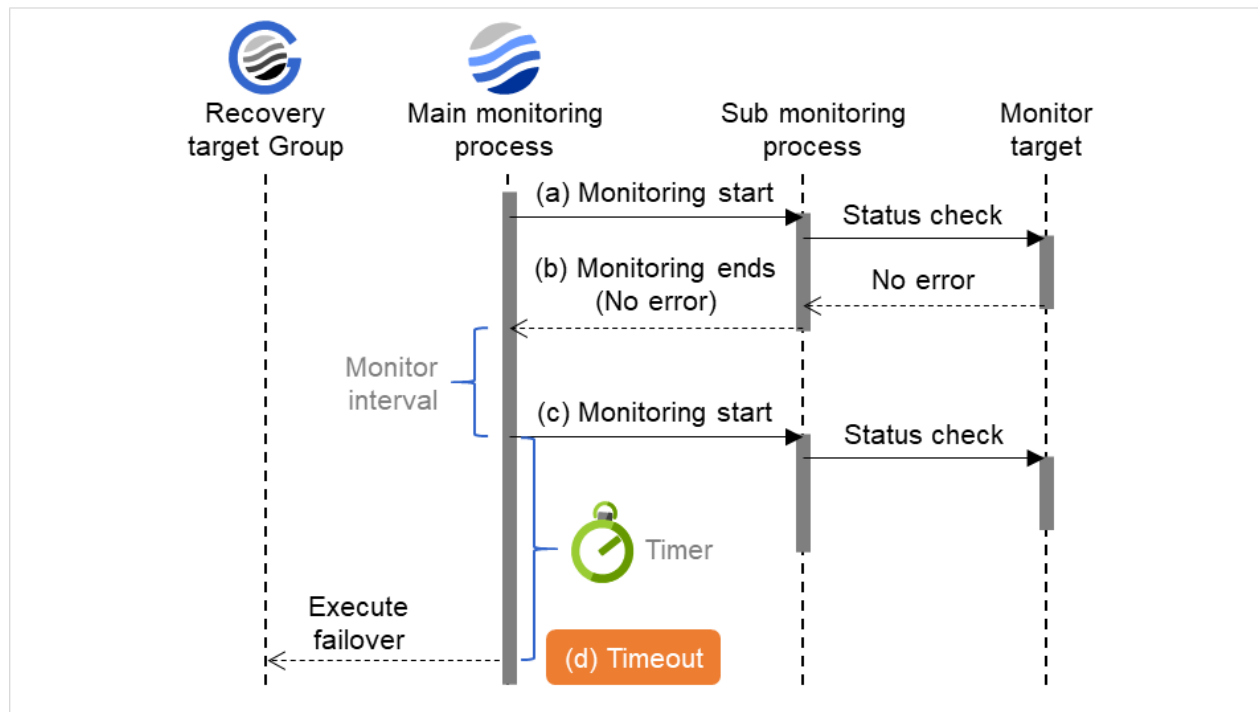 Recovery
target Group
Main monitoring
process
Sub monitoring
process
Monitor
target
(a) Monitoring start
Status check
(b) Monitoring ends
(No error)
No error
Monitor
interval
(c) Monitoring start
Status check
Timer
Execute
failover
(d) Timeout